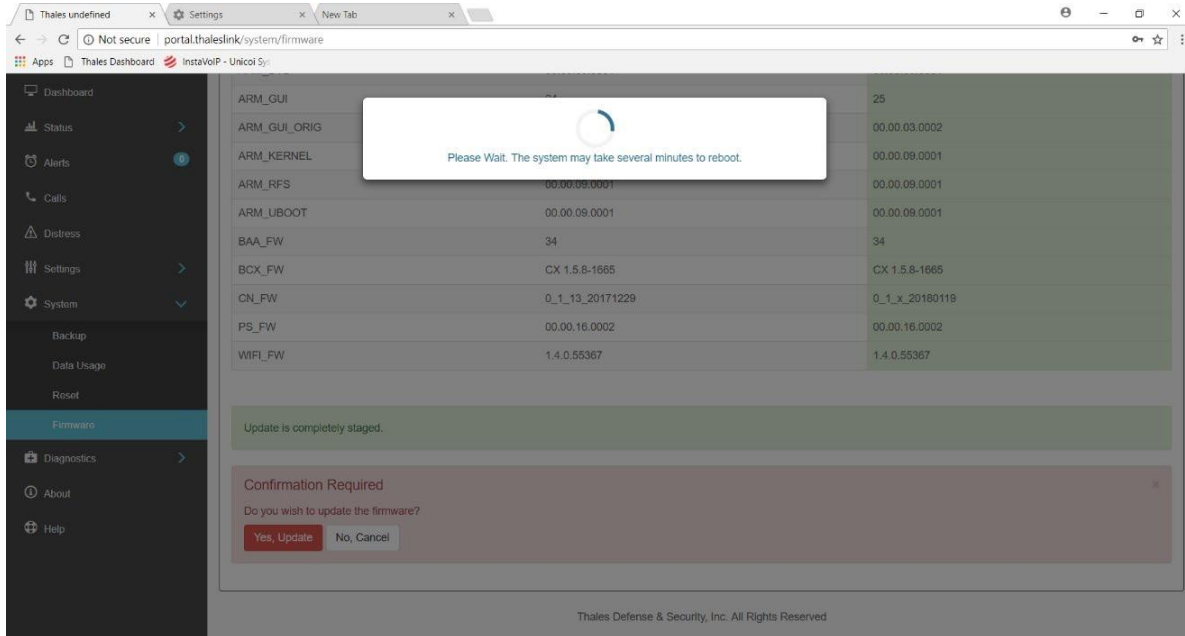 Thales undefined
Settings
New Tab
Not secure | portal.thaleslink/system/firmware
Apps Thales Dashboard InstaVoIP - Unicoi Sy
Dashboard
Status
Alerts 0
Calls
Distress
Settings
System
Backup
Data Usage
Reset
Firmware
Diagnostics
About
Help
ARM_GUI 25
ARM_GUI_ORIG 00.00.03.0002
ARM_KERNEL 00.00.09.0001
ARM_RFS 00.00.09.0001 00.00.09.0001
ARM_UBOOT 00.00.09.0001 00.00.09.0001
BAA_FW 34 34
BCX_FW CX 1.5.8-1665 CX 1.5.8-1665
CN_FW 0_1_13_20171229 0_1_x_20180119
PS_FW 00.00.16.0002 00.00.16.0002
WIFI_FW 1.4.0.55367 1.4.0.55367
Please Wait. The system may take several minutes to reboot.
Update is completely staged.
Confirmation Required
Do you wish to update the firmware?
Yes, Update No, Cancel
Thales Defense & Security, Inc. All Rights Reserved